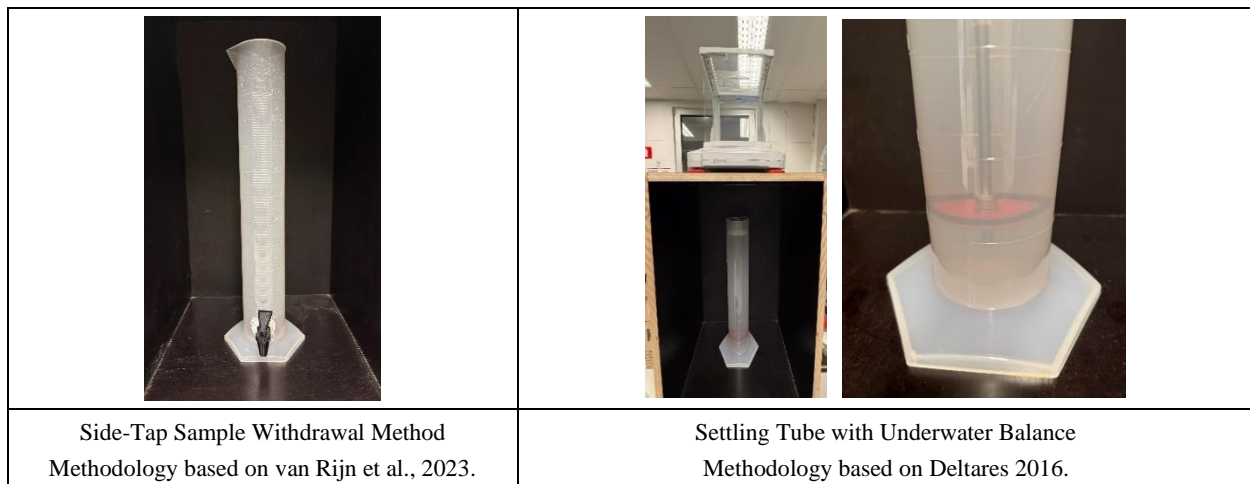 Side-Tap Sample Withdrawal Method
Methodology based on van Rijn et al., 2023.
Settling Tube with Underwater Balance
Methodology based on Deltares 2016.